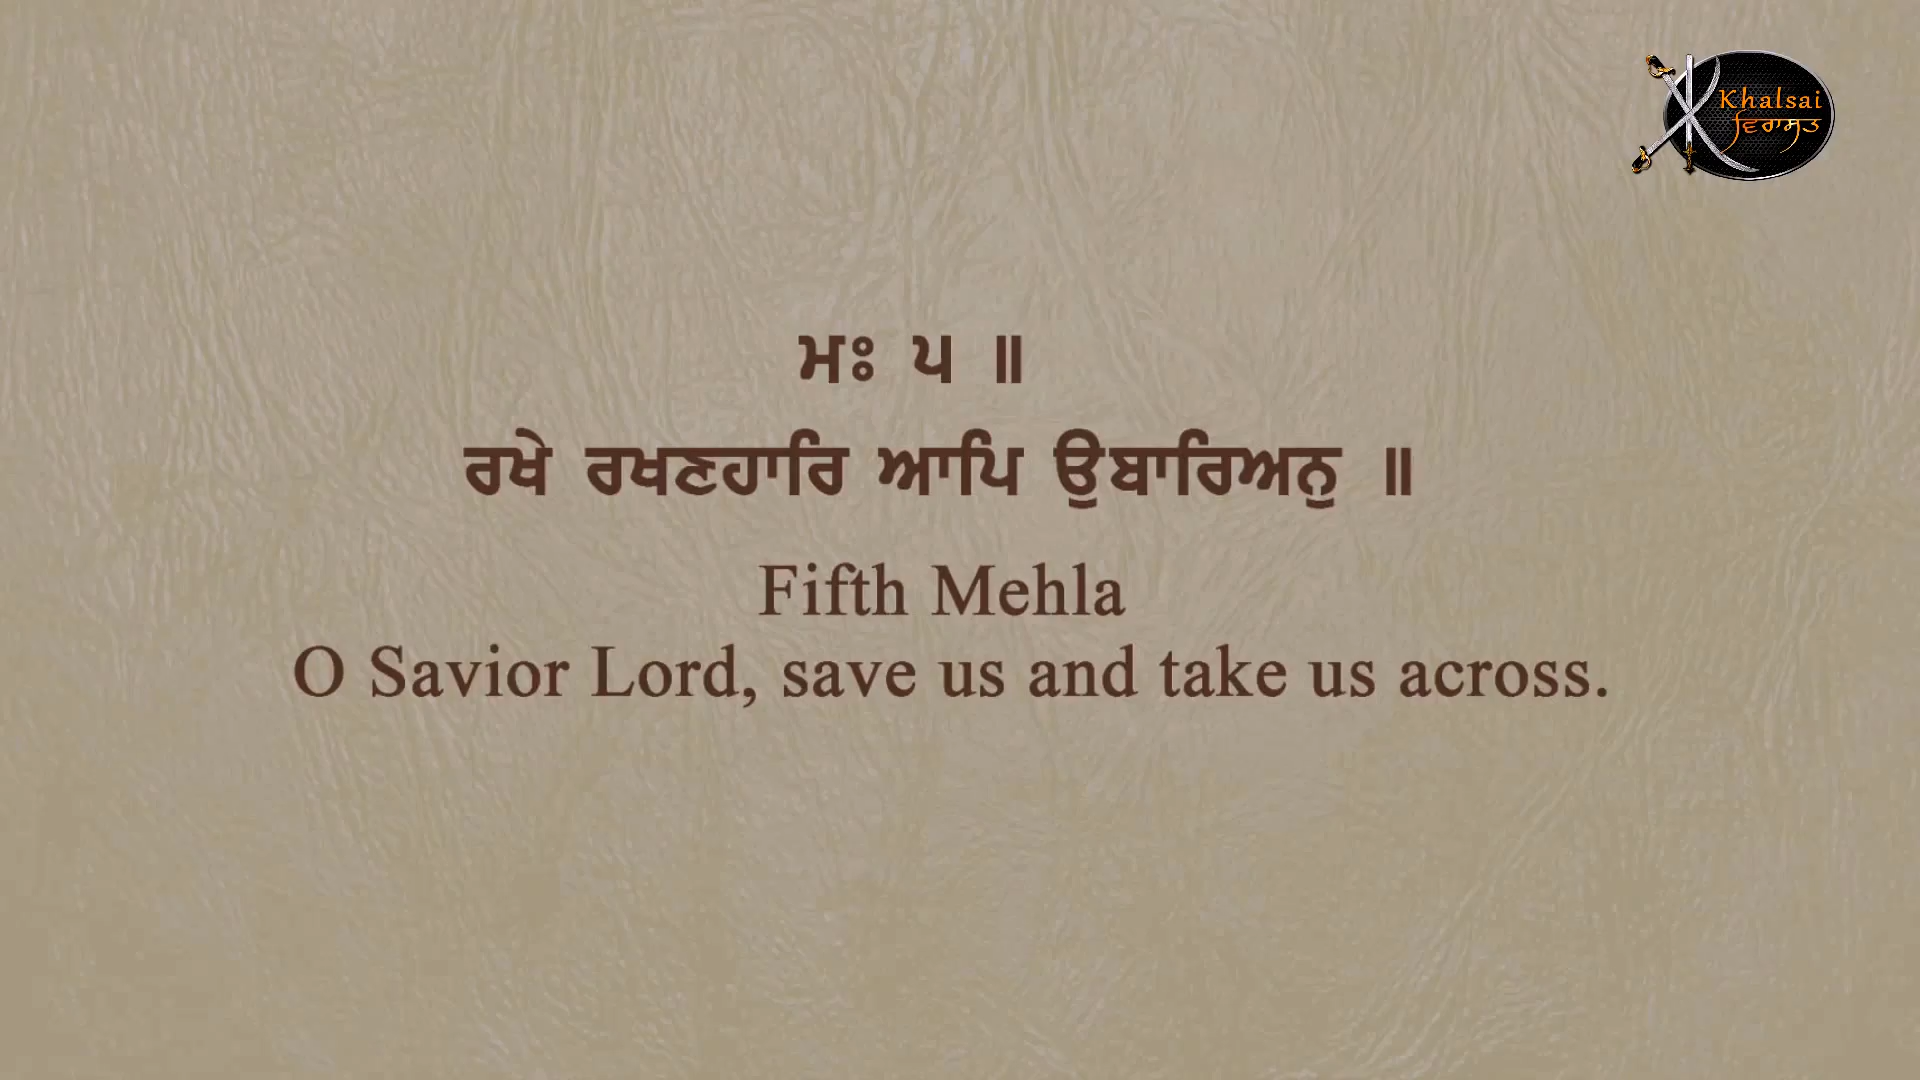 Khalsai
ਵਿਰਾਸਤ
ਮਃ ੫ ॥
ਰਖੇ ਰਖਣਹਾਰਿ ਆਪਿ ਉਬਾਰਿਅਨੁ ॥
Fifth Mehla
O Savior Lord, save us and take us across.